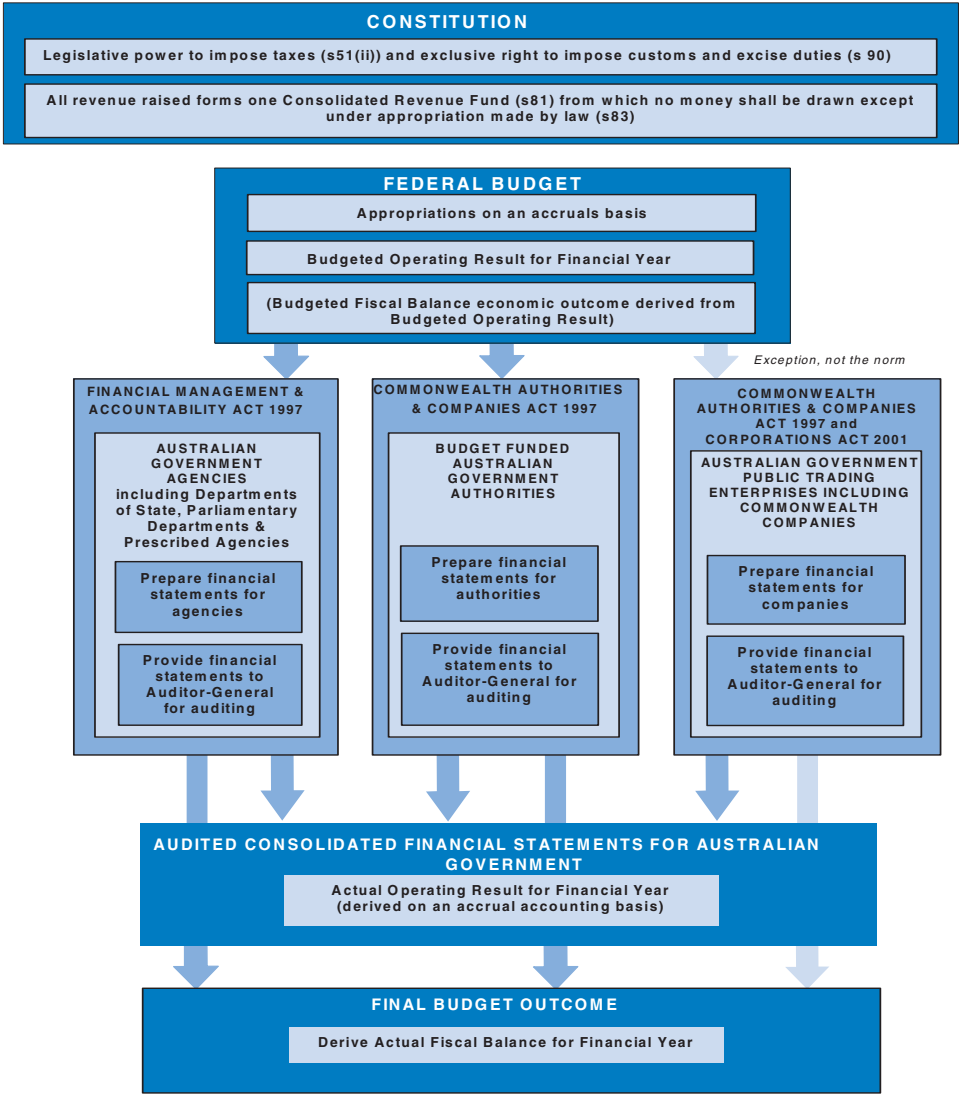 CONSTITUTION
Legislative power to impose taxes (s51(ii)) and exclusive right to impose customs and excise duties (s 90)
All revenue raised forms one Consolidated Revenue Fund (s81) from which no money shall be drawn except
under appropriation made by law (s83)
FEDERAL BUDGET
Appropriations on an accruals basis
Budgeted Operating Result for Financial Year
(Budgeted Fiscal Balance economic outcome derived from
Budgeted Operating Result)
Exception, not the norm
FINANCIAL MANAGEMENT &
ACCOUNTABILITY ACT 1997
AUSTRALIAN
GOVERNMENT
AGENCIES
including Departments
of State, Parliamentary
Departments &
Prescribed Agencies
Prepare financial
statements for
agencies
Provide financial
statements to
Auditor-General
for auditing
COMMONWEALTH AUTHORITIES
& COMPANIES ACT 1997
BUDGET FUNDED
AUSTRALIAN
GOVERNMENT
AUTHORITIES
Prepare financial
statements for
authorities
Provide financial
statements to
Auditor-General for
auditing
COMMONWEALTH
AUTHORITIES & COMPANIES
ACT 1997 and
CORPORATIONS ACT 2001
AUSTRALIAN GOVERNMENT
PUBLIC TRADING
ENTERPRISES INCLUDING
COMMONWEALTH
COMPANIES
Prepare financial
statements for
companies
Provide financial
statements to
Auditor-General for
auditing
AUDITED CONSOLIDATED FINANCIAL STATEMENTS FOR AUSTRALIAN
GOVERNMENT
Actual Operating Result for Financial Year
(derived on an accrual accounting basis)
FINAL BUDGET OUTCOME
Derive Actual Fiscal Balance for Financial Year